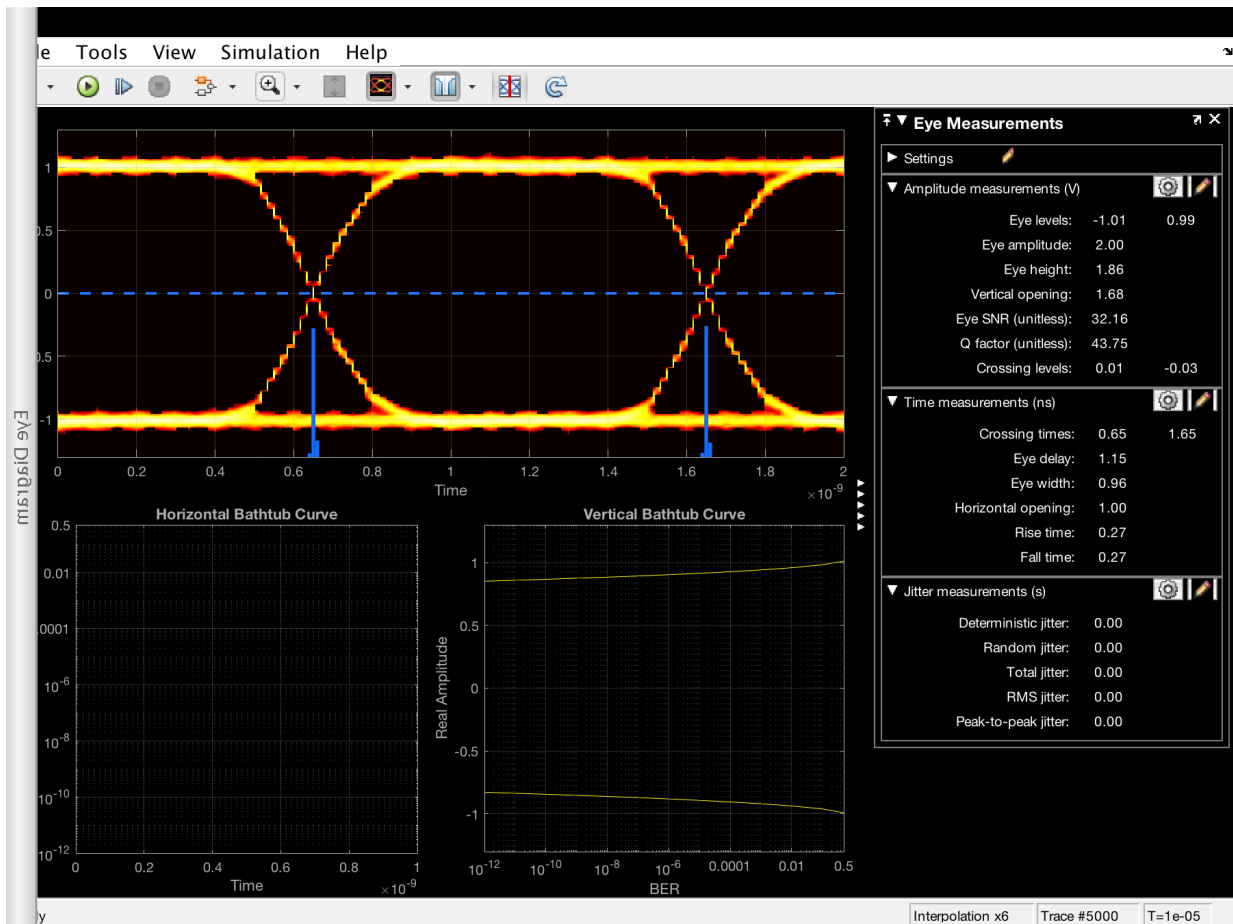 le Tools View Simulation Help
Eye Diagram
1
0.5
0
0.5
-1
0 0.2 0.4 0.6 0.8 1 1.2 1.4 1.6 1.8 2
Time
×10^-9
Horizontal Bathtub Curve
0.5
0.01
.0001
10^-6
10^-8
10^-10
10^-12
0 0.2 0.4 0.6 0.8 1
Time
×10^-9
Vertical Bathtub Curve
Real Amplitude
1
0.5
0
-0.5
-1
10^-12 10^-10 10^-8 10^-6 0.0001 0.01 0.5
BER
Eye Measurements
Settings
Amplitude measurements (V)
Eye levels: -1.01 0.99
Eye amplitude: 2.00
Eye height: 1.86
Vertical opening: 1.68
Eye SNR (unitless): 32.16
Q factor (unitless): 43.75
Crossing levels: 0.01 -0.03
Time measurements (ns)
Crossing times: 0.65 1.65
Eye delay: 1.15
Eye width: 0.96
Horizontal opening: 1.00
Rise time: 0.27
Fall time: 0.27
Jitter measurements (s)
Deterministic jitter: 0.00
Random jitter: 0.00
Total jitter: 0.00
RMS jitter: 0.00
Peak-to-peak jitter: 0.00
y
Interpolation x6 Trace #5000 T=1e-05